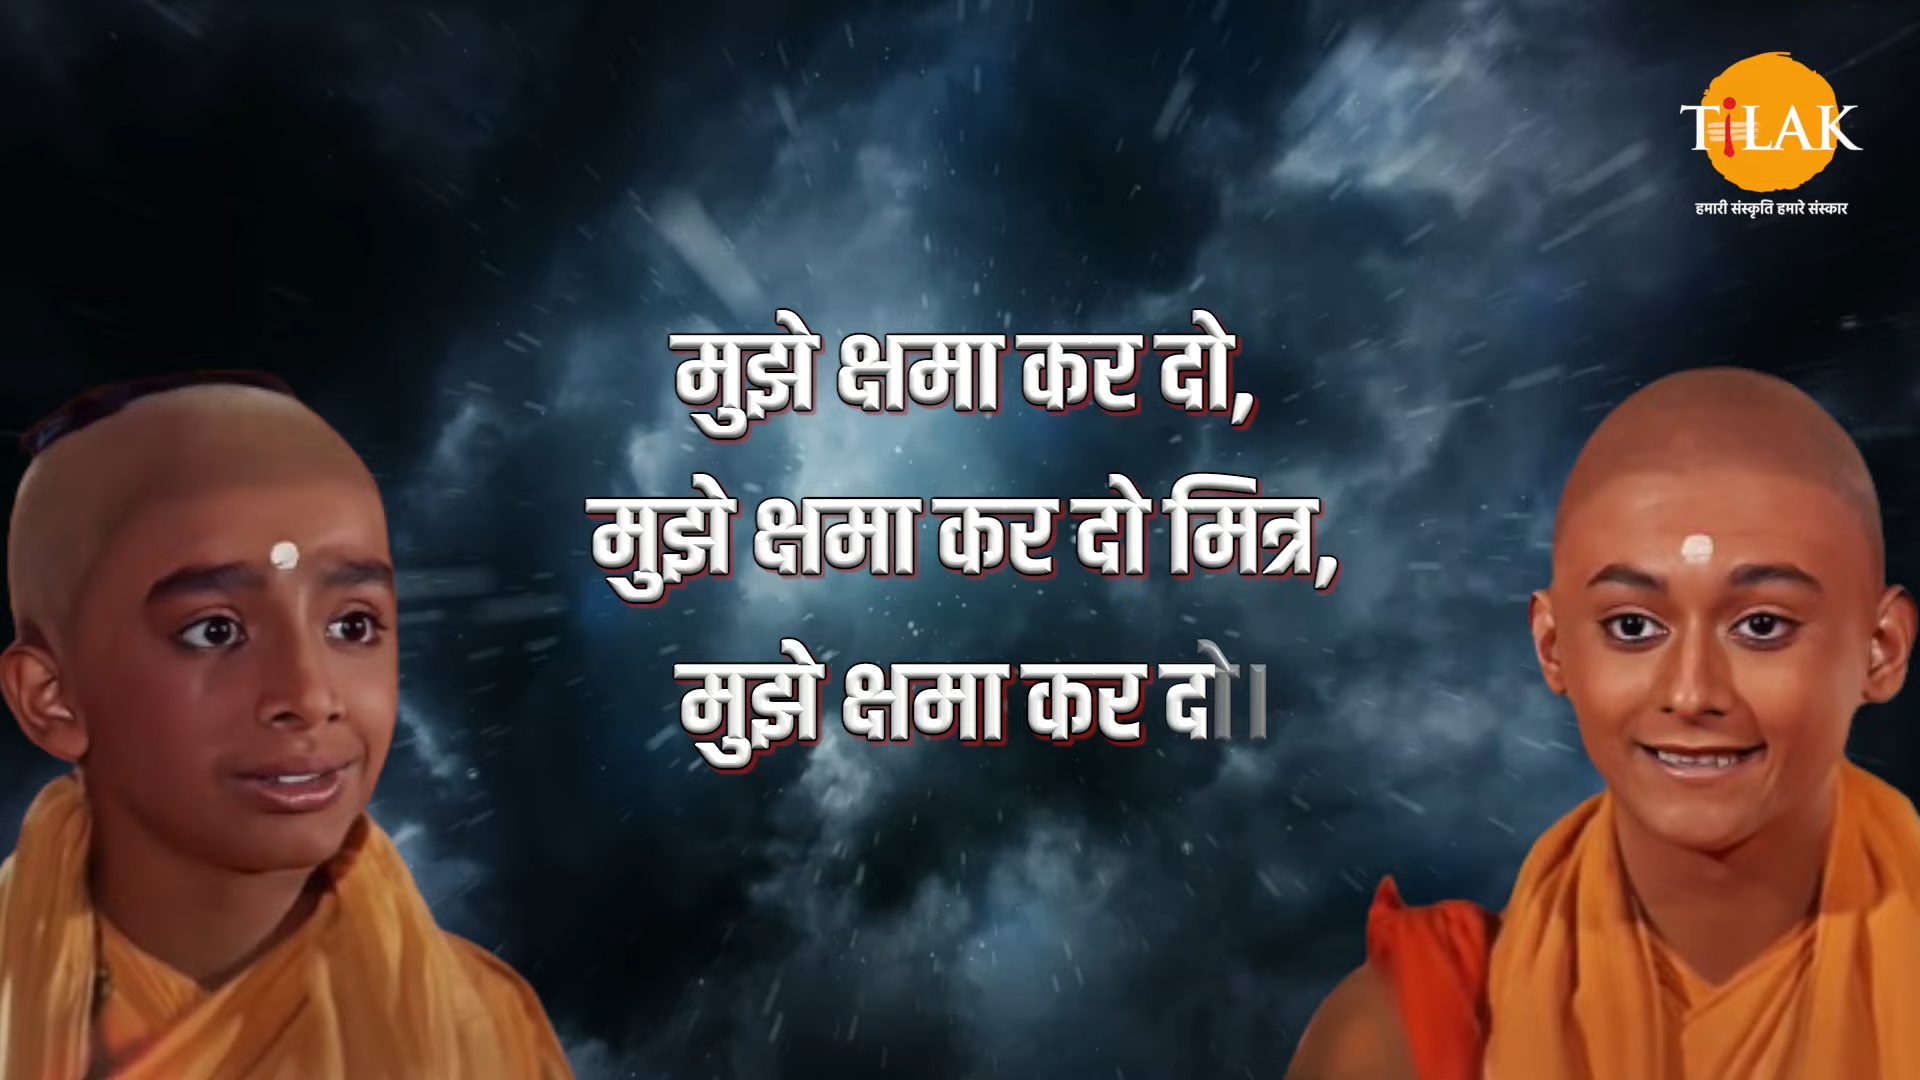 TiLAK
हमारी संस्कृति हमारे संस्कार
मुझे क्षमा कर दो,
मुझे क्षमा कर दो मित्र,
मुझे क्षमा कर दो।